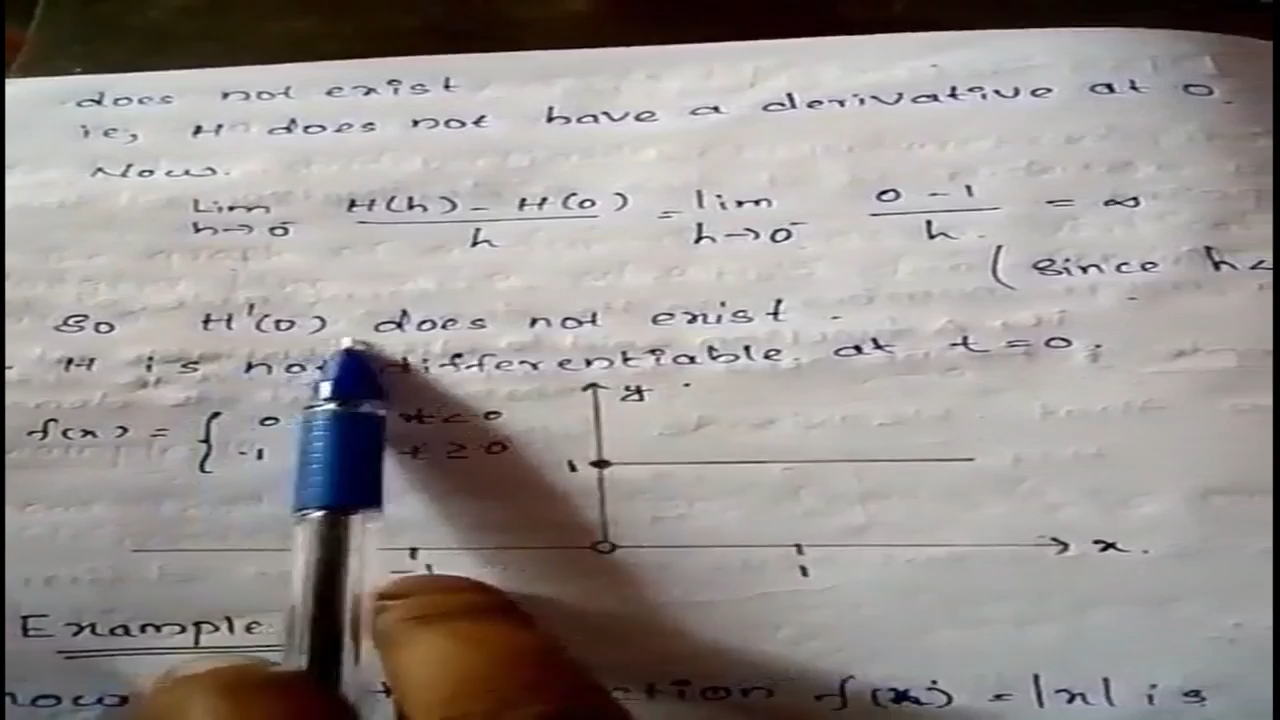 does not exist
ie, H does not have a derivative at 0.
Now.
Lim h→0⁻ H(h) - H(0) / h = lim h→0⁻ 0 - 1 / h = ∞
( since h <
So H'(0) does not exist.
H is not differentiable at t = 0.
y
f(x) = { 0 x < 0
-1 t ≥ 0
1
x.
-1 1
Example
f(x) = |x| is